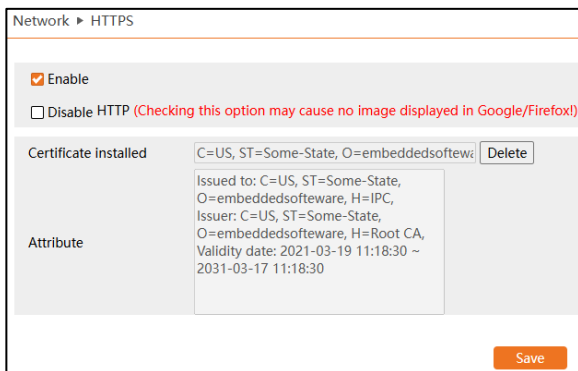 Network ▶ HTTPS
Enable
Disable HTTP (Checking this option may cause no image displayed in Google/Firefox!)
Certificate installed C=US, ST=Some-State, O=embeddedsoftewa Delete
Attribute
Issued to: C=US, ST=Some-State,
O=embeddedsofteware, H=IPC,
Issuer: C=US, ST=Some-State,
O=embeddedsofteware, H=Root CA,
Validity date: 2021-03-19 11:18:30 ~
2031-03-17 11:18:30
Save